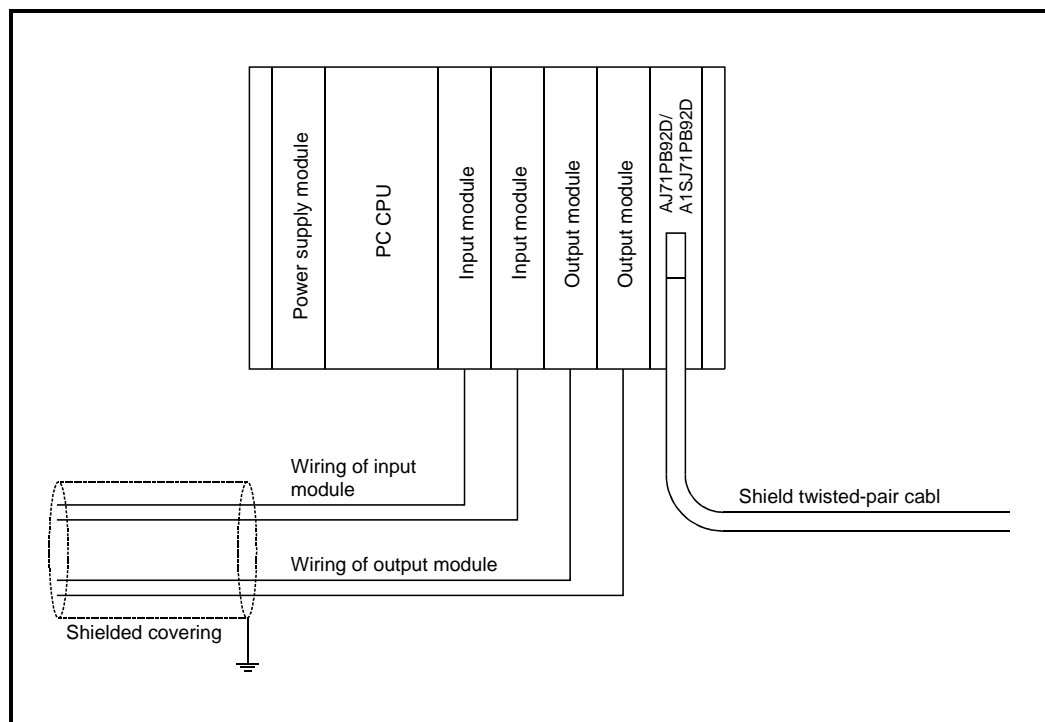 Power supply module
PC CPU
Input module
Input module
Output module
Output module
AJ71PB92D/
A1SJ71PB92D
Wiring of input
module
Shield twisted-pair cabl
Wiring of output module
Shielded covering